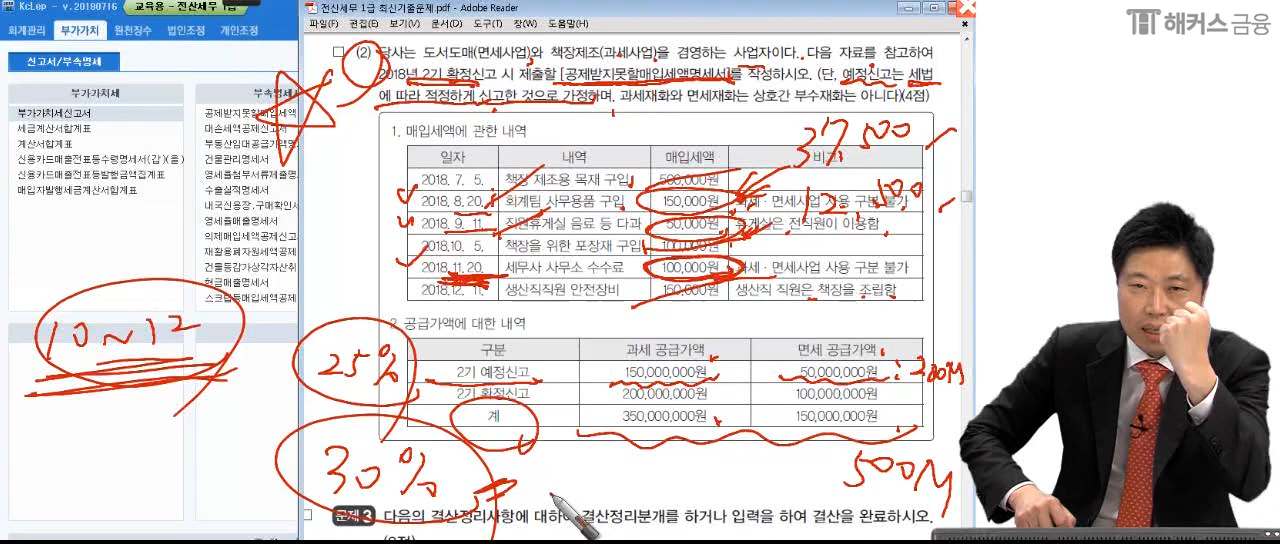 KcLep - v.20180716 교육용 - 전산세무 1급
회계관리 부가가치 원천징수 법인조정 개인조정
신고서/부속명세
부가가치세
부가가치세신고서
세금계산서합계표
계산서합계표
신용카드매출전표등수령명세서(갑)(을)
신용카드매출전표등발행금액집계표
매입자발행세금계산서합계표
부속명세
공제받지못할매입세액
대손세액공제신고서
부동산임대공급가액명
건물관리명세서
영세율첨부서류제출명
수출실적명세서
내국신용장,구매확인서
영세율매출명세서
의제매입세액공제신고
재활용폐자원세액공제
건물등감가상각자산취
현금매출명세서
스크랩등매입세액공제
전산세무 1급 최신기출문제.pdf - Adobe Reader
파일(F) 편집(E) 보기(V) 문서(D) 도구(T) 창(W) 도움말(H)
해커스 금융
(2) 당사는 도서도매(면세사업)와 책장제조(과세사업)을 겸영하는 사업자이다. 다음 자료를 참고하여
2018년 2기 확정신고 시 제출할 [공제받지못할매입세액명세서]를 작성하시오. (단, 예정신고는 세법
에 따라 적정하게 신고한 것으로 가정하며, 과세재화와 면세재화는 상호간 부수재화는 아니다)(4점)
1. 매입세액에 관한 내역
일자 내역 매입세액 비고
2018. 7. 5. 책장 제조용 목재 구입 500,000원
2018. 8. 20. 회계팀 사무용품 구입 150,000원 과세·면세사업 사용 구분 불가
2018. 9. 11. 직원휴게실 음료 등 다과 50,000원 휴게실은 전직원이 이용함
2018.10. 5. 책장을 위한 포장재 구입 100,000원
2018.11. 20. 세무사 사무소 수수료 100,000원 과세·면세사업 사용 구분 불가
2018.12. 11. 생산직직원 안전장비 150,000원 생산직 직원은 책장을 조립함
37,500
10~12
2. 공급가액에 대한 내역
구분 과세 공급가액 면세 공급가액
2기 예정신고 150,000,000원 50,000,000원
2기 확정신고 200,000,000원 100,000,000원
계 350,000,000원 150,000,000원
25%
200M
30%
500M
문제 3 다음의 결산정리사항에 대하여 결산정리분개를 하거나 입력을 하여 결산을 완료하시오.